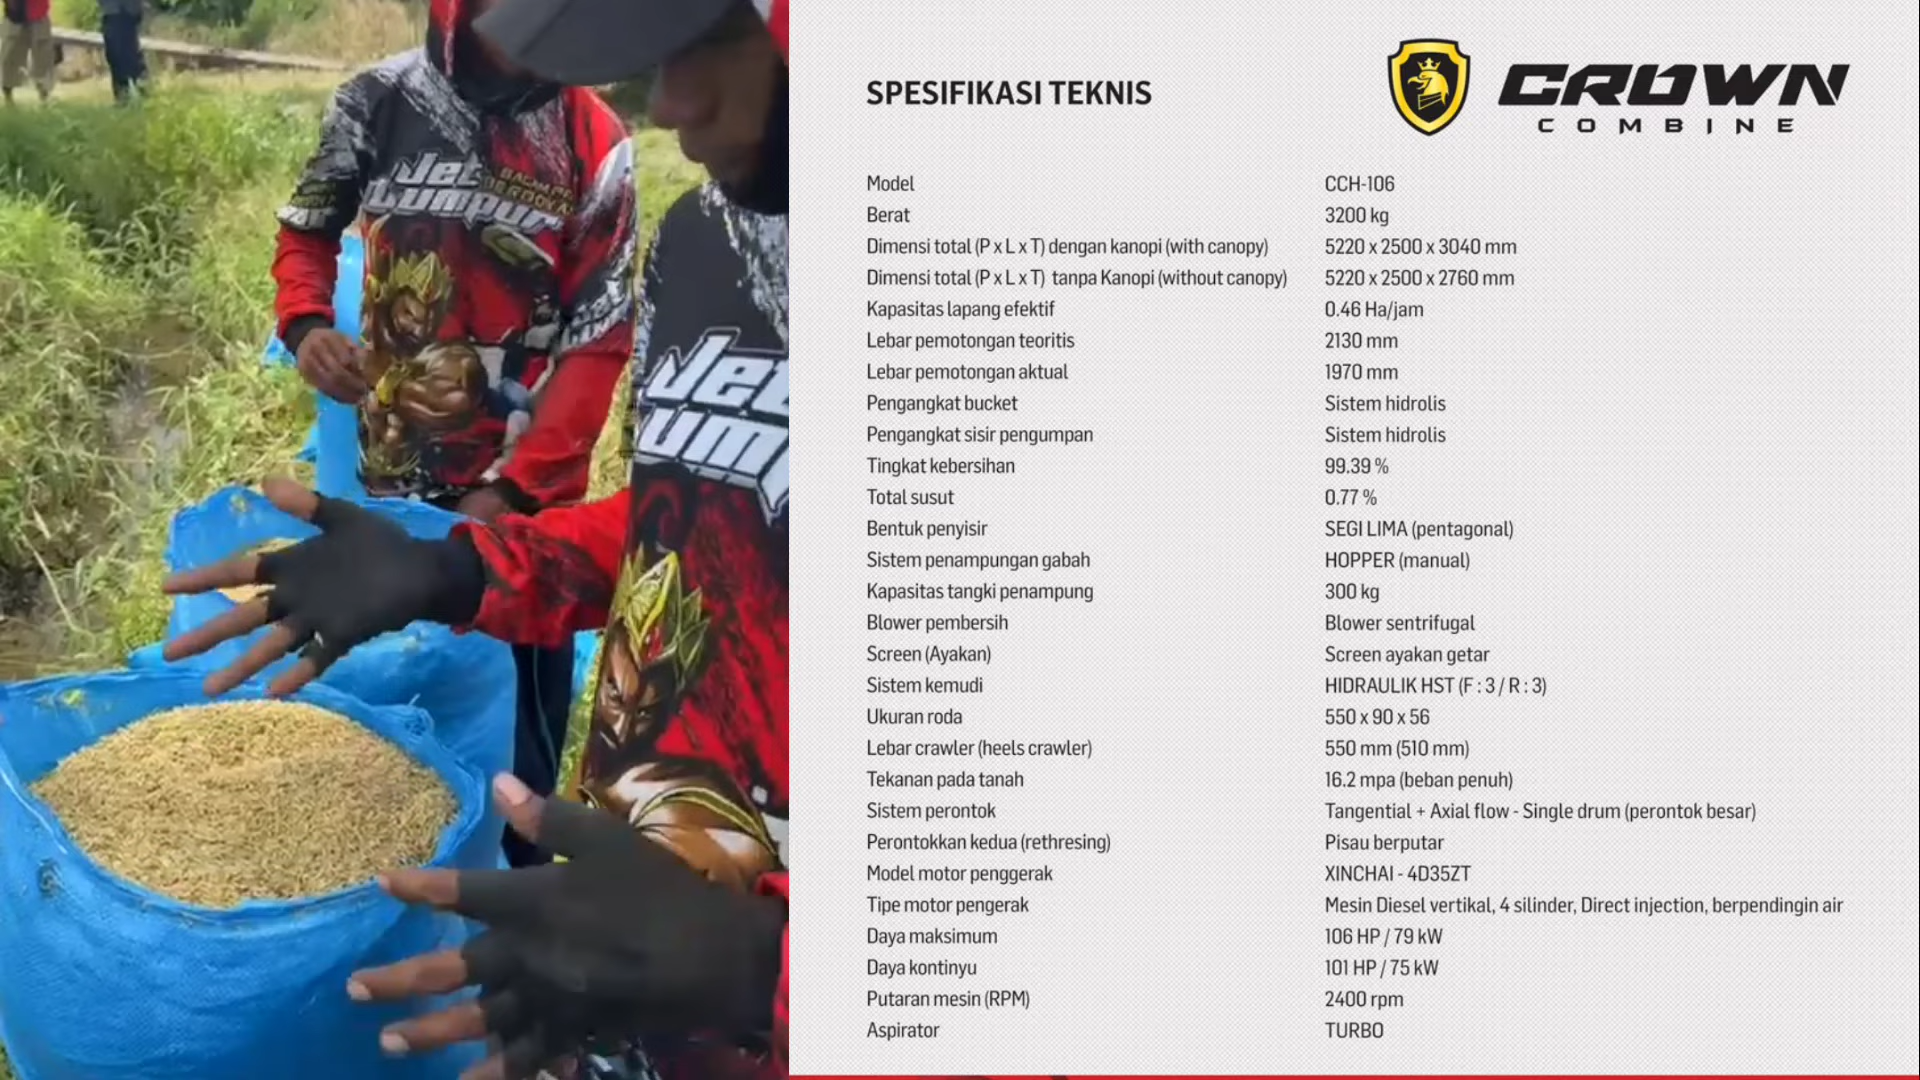 Jet
Lumpur
Jet
SPESIFIKASI TEKNIS
CROWN
COMBINE
Model CCH-106
Berat 3200 kg
Dimensi total (P x L x T) dengan kanopi (with canopy) 5220 x 2500 x 3040 mm
Dimensi total (P x L x T) tanpa Kanopi (without canopy) 5220 x 2500 x 2760 mm
Kapasitas lapang efektif 0.46 Ha/jam
Lebar pemotongan teoritis 2130 mm
Lebar pemotongan aktual 1970 mm
Pengangkat bucket Sistem hidrolis
Pengangkat sisir pengumpan Sistem hidrolis
Tingkat kebersihan 99.39 %
Total susut 0.77 %
Bentuk penyisir SEGI LIMA (pentagonal)
Sistem penampungan gabah HOPPER (manual)
Kapasitas tangki penampung 300 kg
Blower pembersih Blower sentrifugal
Screen (Ayakan) Screen ayakan getar
Sistem kemudi HIDRAULIK HST (F : 3 / R : 3)
Ukuran roda 550 x 90 x 56
Lebar crawler (heels crawler) 550 mm (510 mm)
Tekanan pada tanah 16.2 mpa (beban penuh)
Sistem perontok Tangential + Axial flow - Single drum (perontok besar)
Perontokkan kedua (rethresing) Pisau berputar
Model motor penggerak XINCHAI - 4D35ZT
Tipe motor pengerak Mesin Diesel vertikal, 4 silinder, Direct injection, berpendingin air
Daya maksimum 106 HP / 79 kW
Daya kontinyu 101 HP / 75 kW
Putaran mesin (RPM) 2400 rpm
Aspirator TURBO